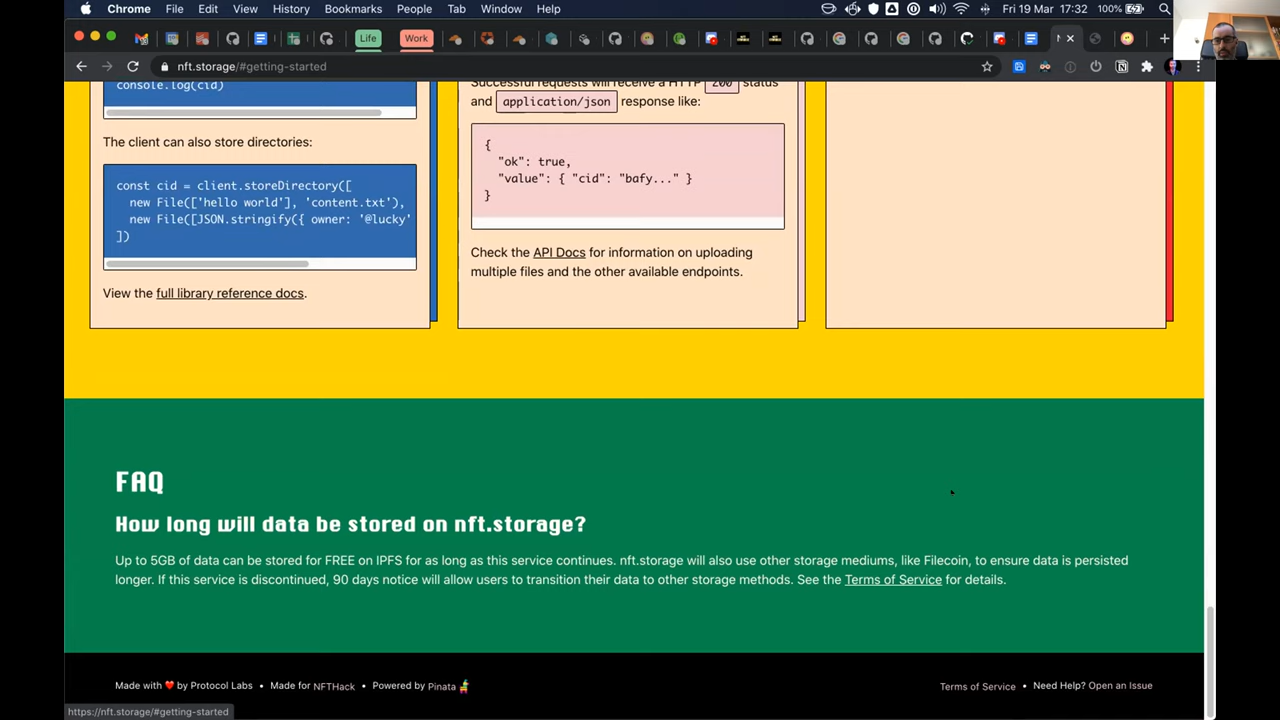 Chrome File Edit View History Bookmarks People Tab Window Help
Fri 19 Mar 17:32 100%
Life Work
nft.storage/#getting-started
console.log(cid)
The client can also store directories:
const cid = client.storeDirectory([
new File(['hello world'], 'content.txt'),
new File([JSON.stringify({ owner: '@lucky'
])
View the full library reference docs.
Successful requests will receive a HTTP 200 status
and application/json response like:
{
"ok": true,
"value": { "cid": "bafy..." }
}
Check the API Docs for information on uploading
multiple files and the other available endpoints.
FAQ
How long will data be stored on nft.storage?
Up to 5GB of data can be stored for FREE on IPFS for as long as this service continues. nft.storage will also use other storage mediums, like Filecoin, to ensure data is persisted
longer. If this service is discontinued, 90 days notice will allow users to transition their data to other storage methods. See the Terms of Service for details.
Made with ❤️ by Protocol Labs • Made for NFTHack • Powered by Pinata
Terms of Service • Need Help? Open an Issue
https://nft.storage/#getting-started